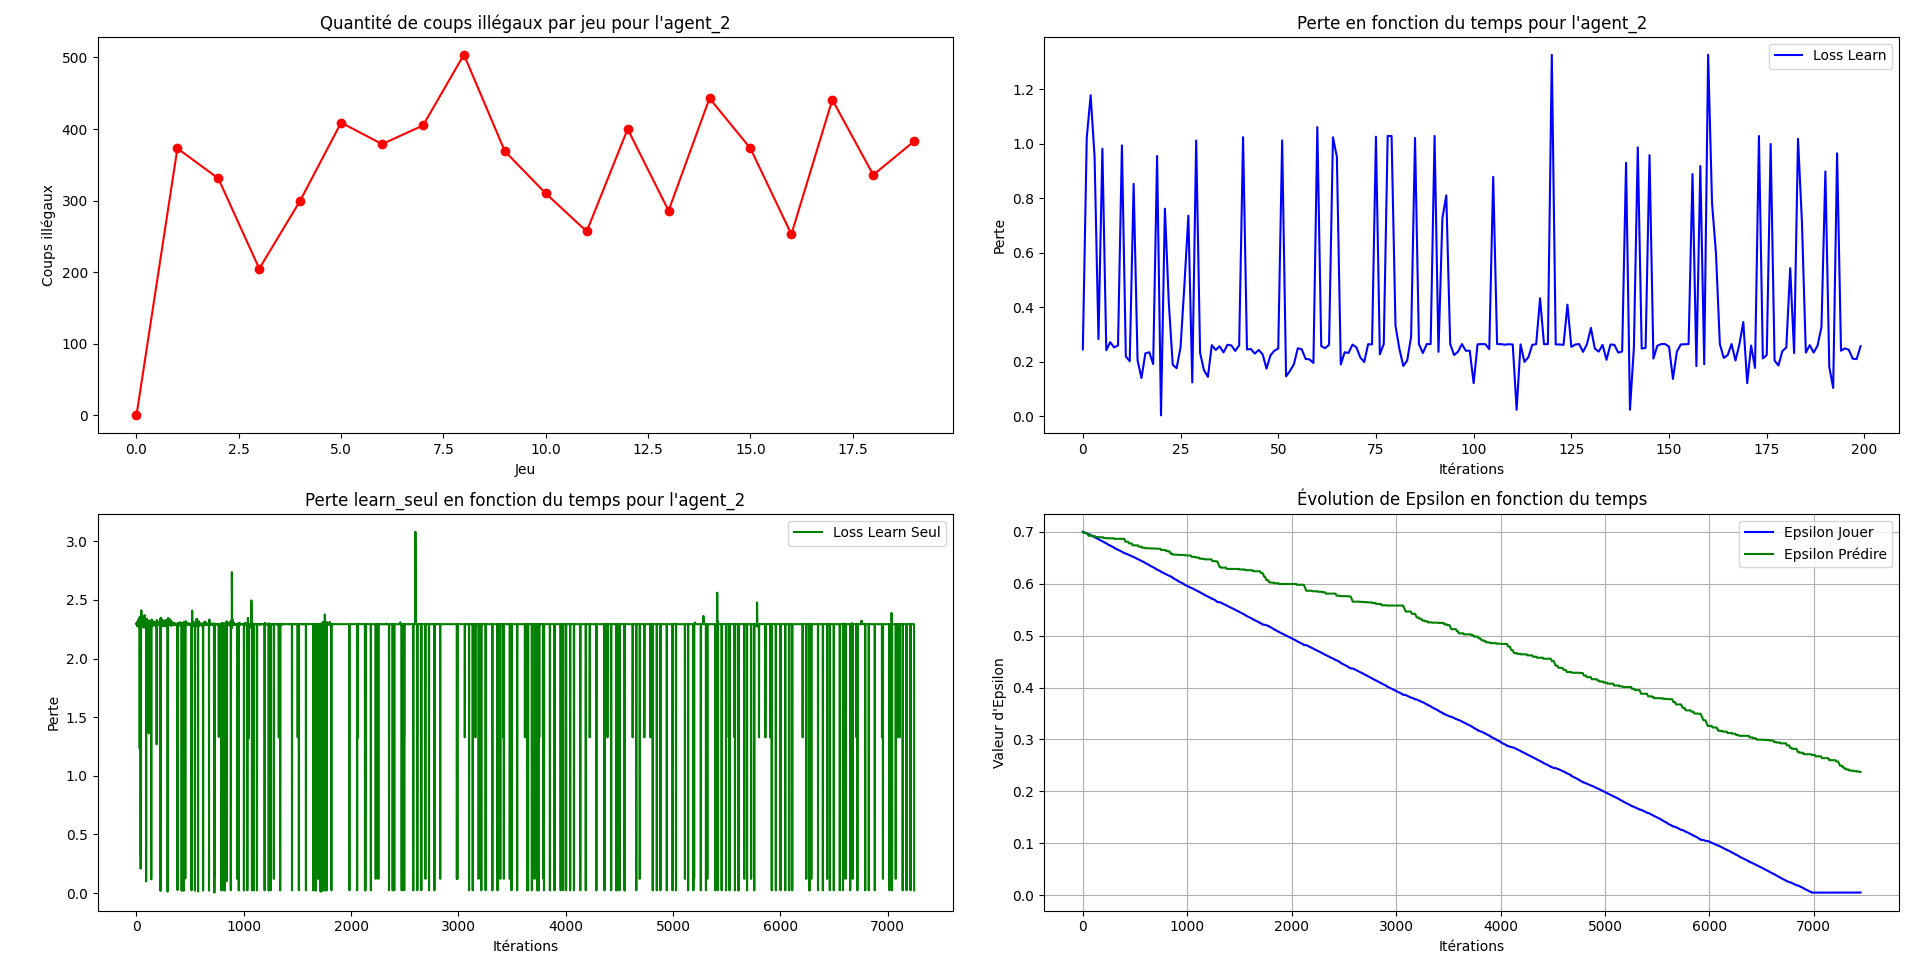 Quantité de coups illégaux par jeu pour l'agent_2
500
400
300
200
100
0
Coups illégaux
0.0 2.5 5.0 7.5 10.0 12.5 15.0 17.5
Jeu
Perte en fonction du temps pour l'agent_2
Loss Learn
1.2
1.0
0.8
0.6
0.4
0.2
0.0
Perte
0 25 50 75 100 125 150 175 200
Itérations
Perte learn_seul en fonction du temps pour l'agent_2
Loss Learn Seul
3.0
2.5
2.0
1.5
1.0
0.5
0.0
Perte
0 1000 2000 3000 4000 5000 6000 7000
Itérations
Évolution de Epsilon en fonction du temps
Epsilon Jouer
Epsilon Prédire
0.7
0.6
0.5
0.4
0.3
0.2
0.1
0.0
Valeur d'Epsilon
0 1000 2000 3000 4000 5000 6000 7000
Itérations